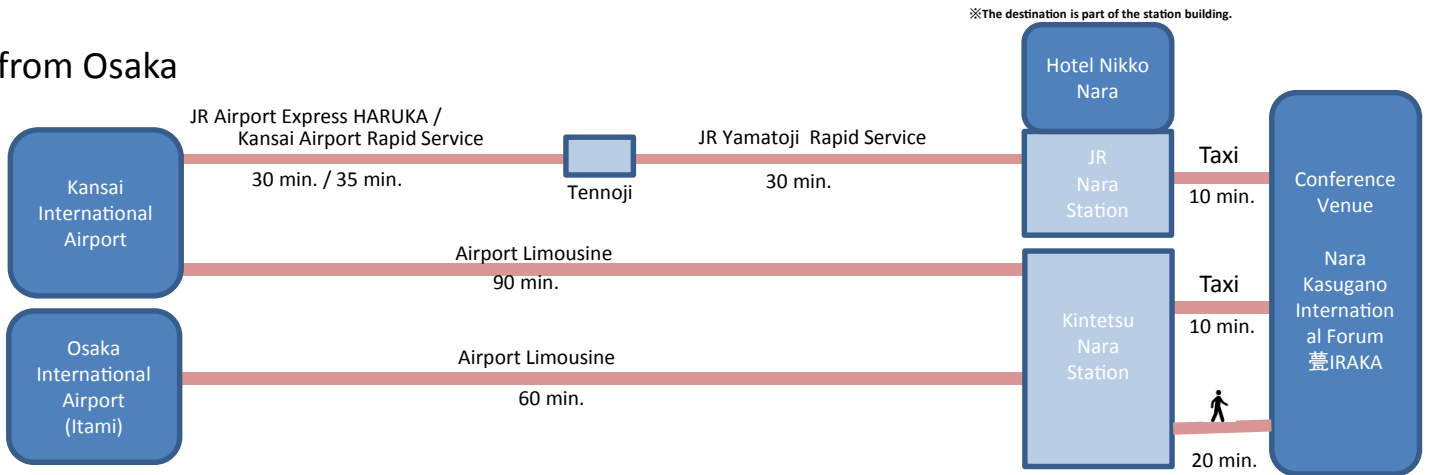 ※The destination is part of the station building.
from Osaka
Hotel Nikko
Nara
JR Airport Express HARUKA /
Kansai Airport Rapid Service
30 min. / 35 min.
Tennoji
JR Yamatoji Rapid Service
30 min.
JR
Nara
Station
Taxi
10 min.
Kansai
International
Airport
Airport Limousine
90 min.
Osaka
International
Airport
(Itami)
Airport Limousine
60 min.
Kintetsu
Nara
Station
Taxi
10 min.
20 min.
Conference
Venue
Nara
Kasugano
Internation
al Forum
甍IRAKA